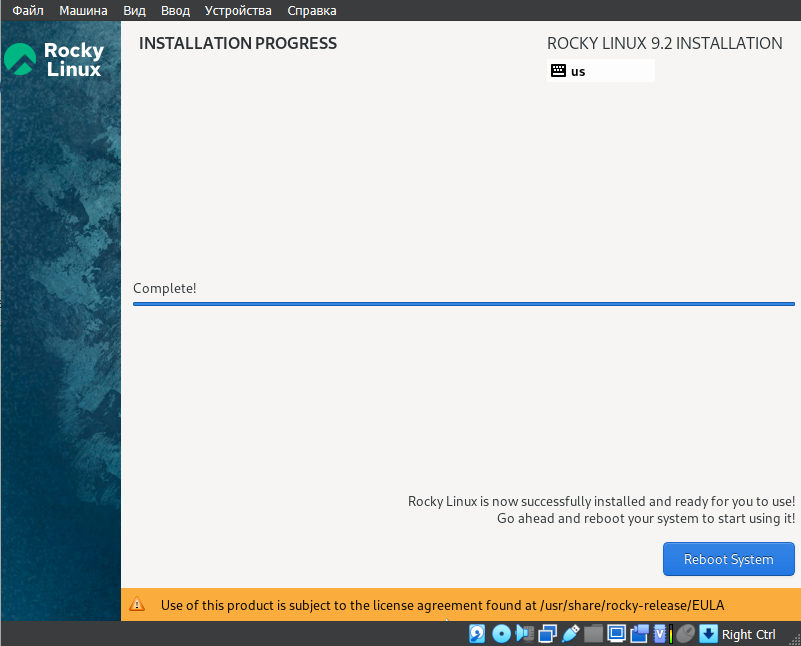 Файл Машина Вид Ввод Устройства Справка
Rocky
Linux
INSTALLATION PROGRESS
ROCKY LINUX 9.2 INSTALLATION
us
Complete!
Rocky Linux is now successfully installed and ready for you to use!
Go ahead and reboot your system to start using it!
Reboot System
Use of this product is subject to the license agreement found at /usr/share/rocky-release/EULA
Right Ctrl